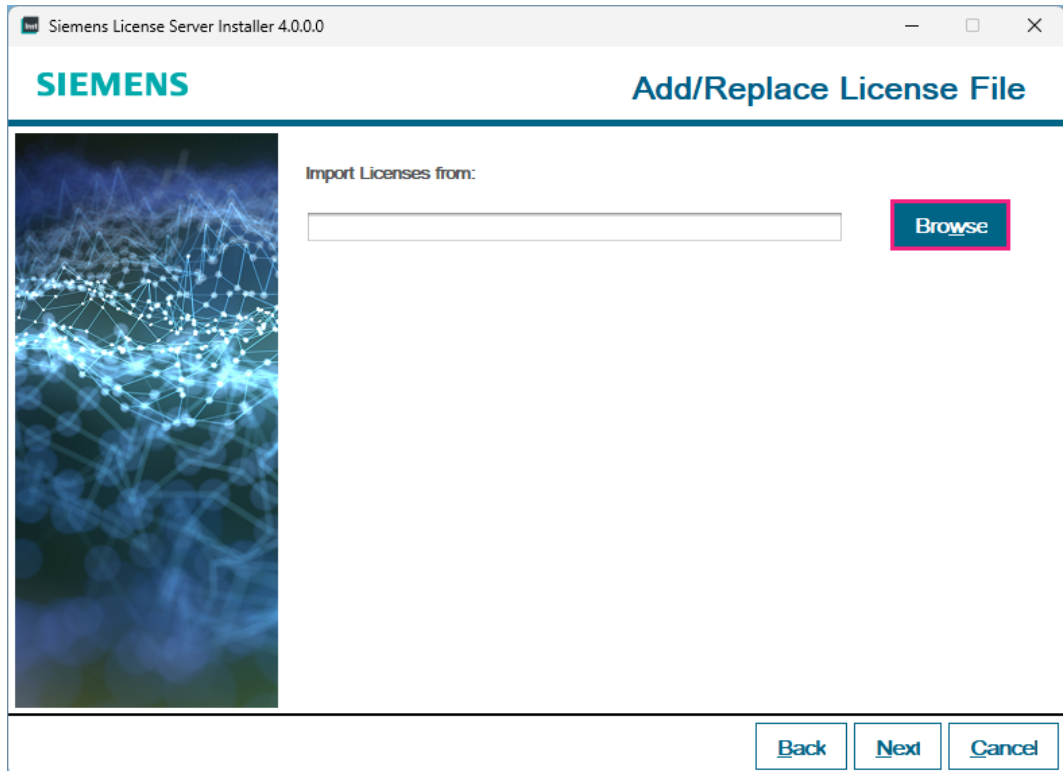 Siemens License Server Installer 4.0.0.0
SIEMENS
Add/Replace License File
Import Licenses from:
Browse
Back Next Cancel